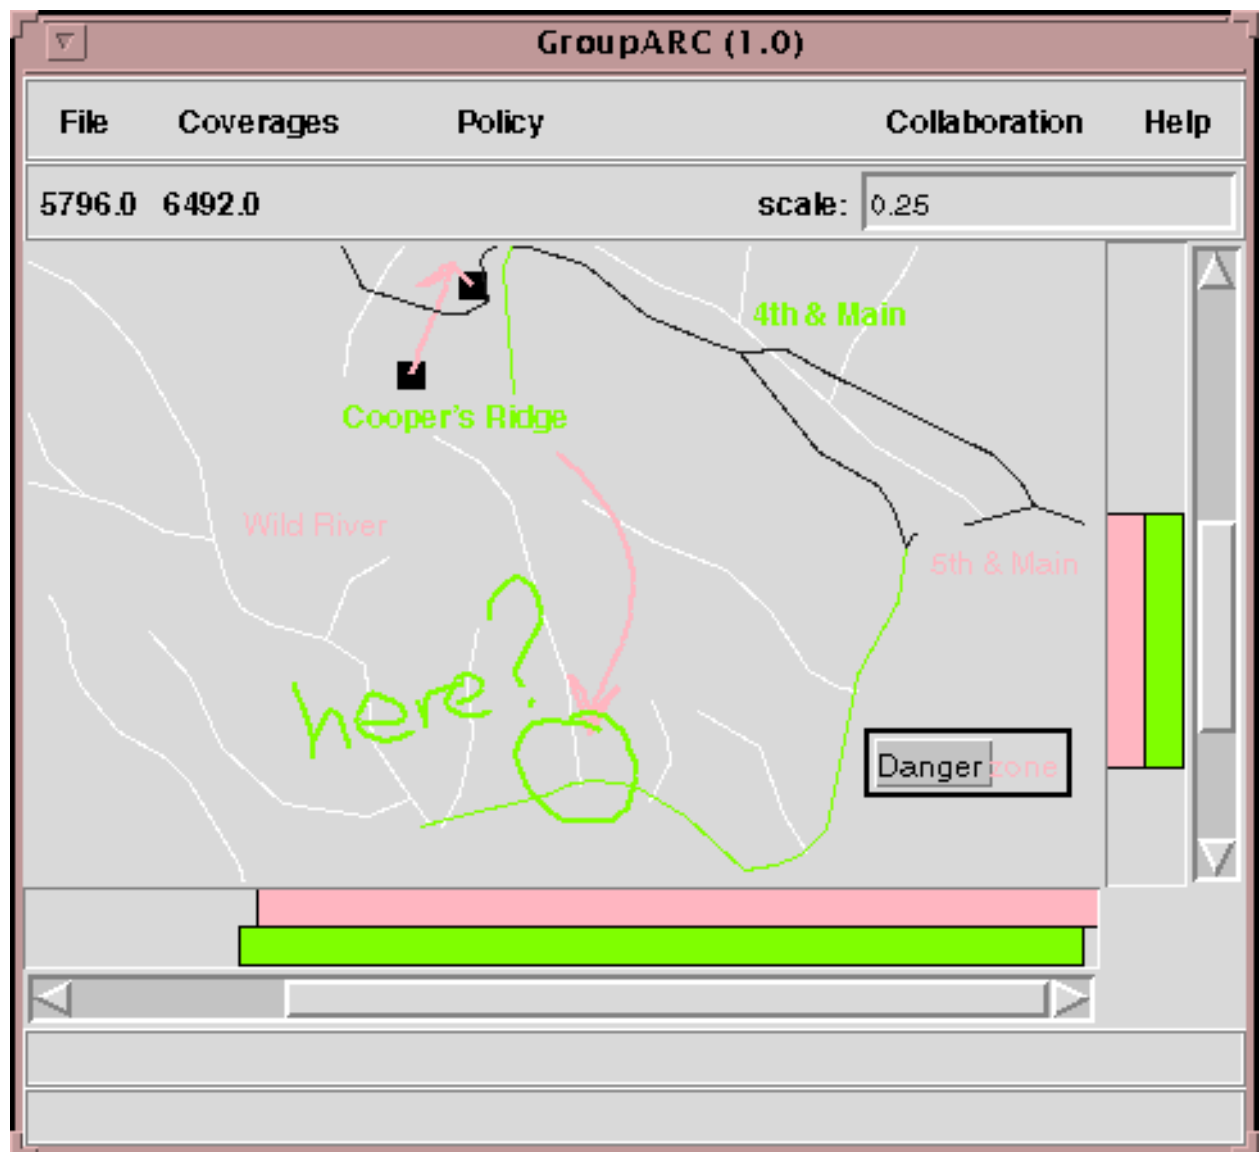 GroupARC (1.0)
File Coverages Policy Collaboration Help
5796.0 6492.0 scale: 0.25
4th & Main
Cooper's Ridge
Wild River
5th & Main
here?
Danger zone